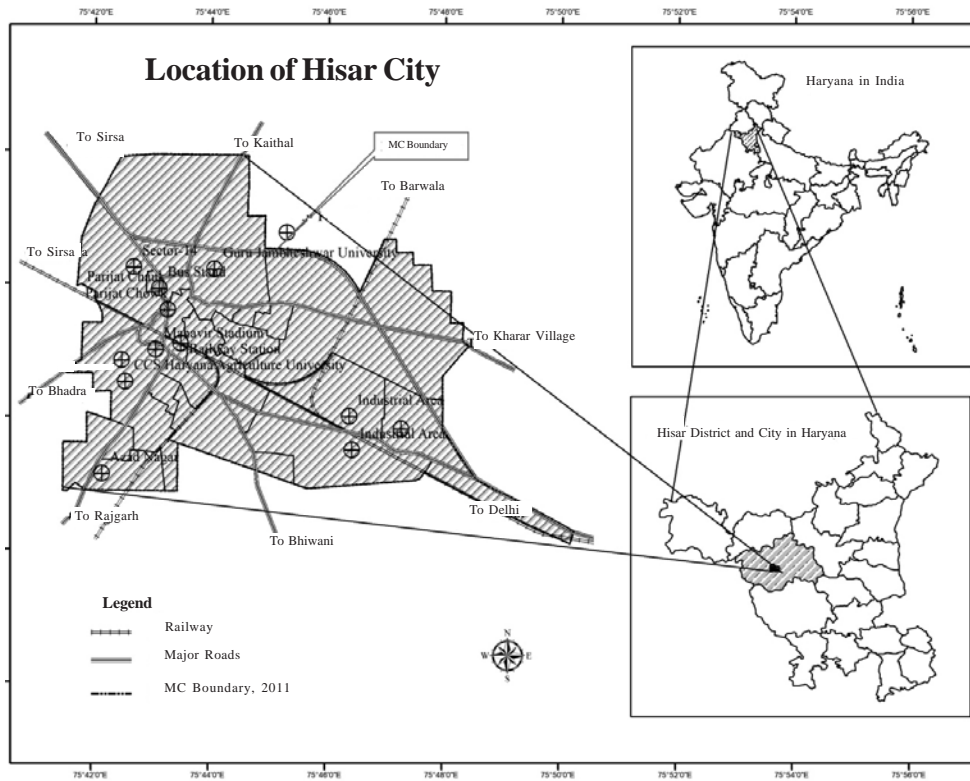 75°42'0"E 75°44'0"E 75°46'0"E 75°50'0"E 75°52'0"E 75°54'0"E 75°56'0"E
Location of Hisar City
Haryana in India
To Sirsa
To Kaithal
MC Boundary
To Barwala
To Sirsa
Sector-14
Guru Jambheshwar University
Bus Stand
Parijat Chowk
Parijat Chowk
Mahavir Stadium
Railway Station
To Kharar Village
CCS Haryana Agriculture University
To Bhadra
Industrial Area
Hisar District and City in Haryana
Industrial Area
Azad Nagar
To Rajgarh
To Delhi
To Bhiwani
Legend
Railway
Major Roads
MC Boundary, 2011
N
W E
S
75°42'0"E 75°44'0"E 75°46'0"E 75°48'0"E 75°50'0"E 75°52'0"E 75°54'0"E 75°56'0"E